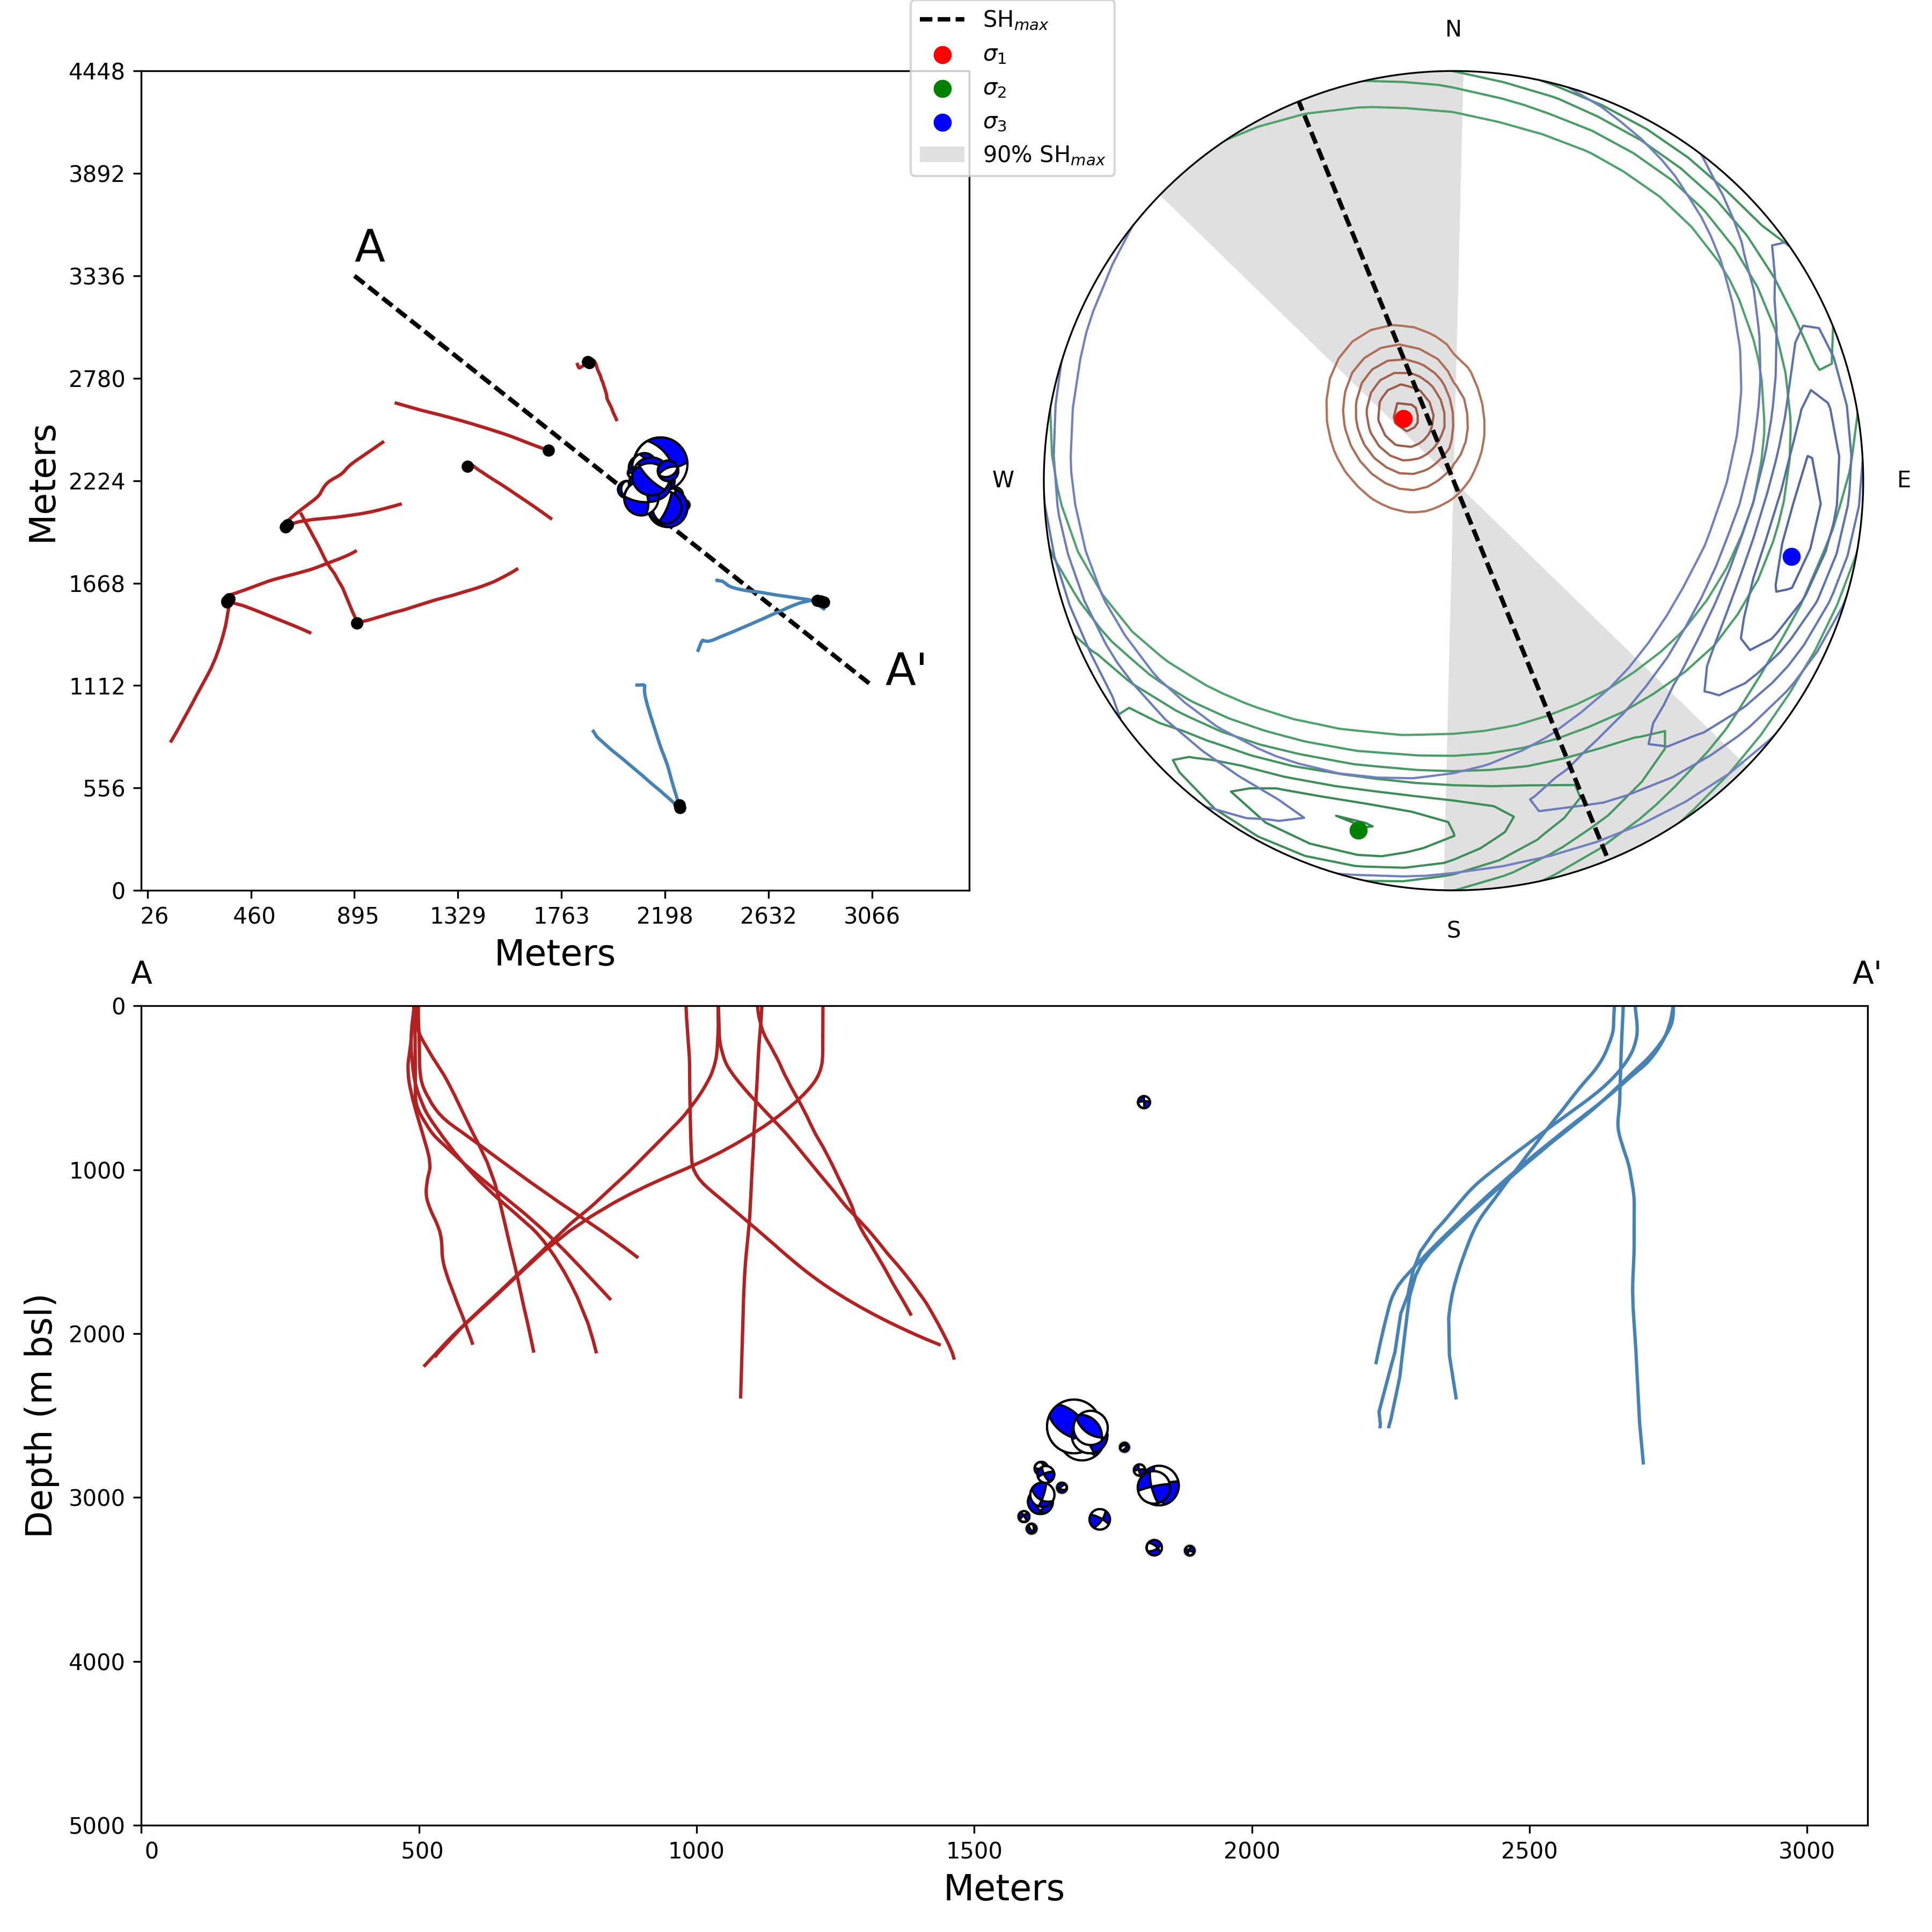 SHmax
σ1
σ2
σ3
90% SHmax
N
W
E
S
4448
3892
3336
2780
2224
1668
1112
556
0
Meters
A
A'
26 460 895 1329 1763 2198 2632 3066
Meters
A A'
0
1000
2000
3000
4000
5000
Depth (m bsl)
0 500 1000 1500 2000 2500 3000
Meters